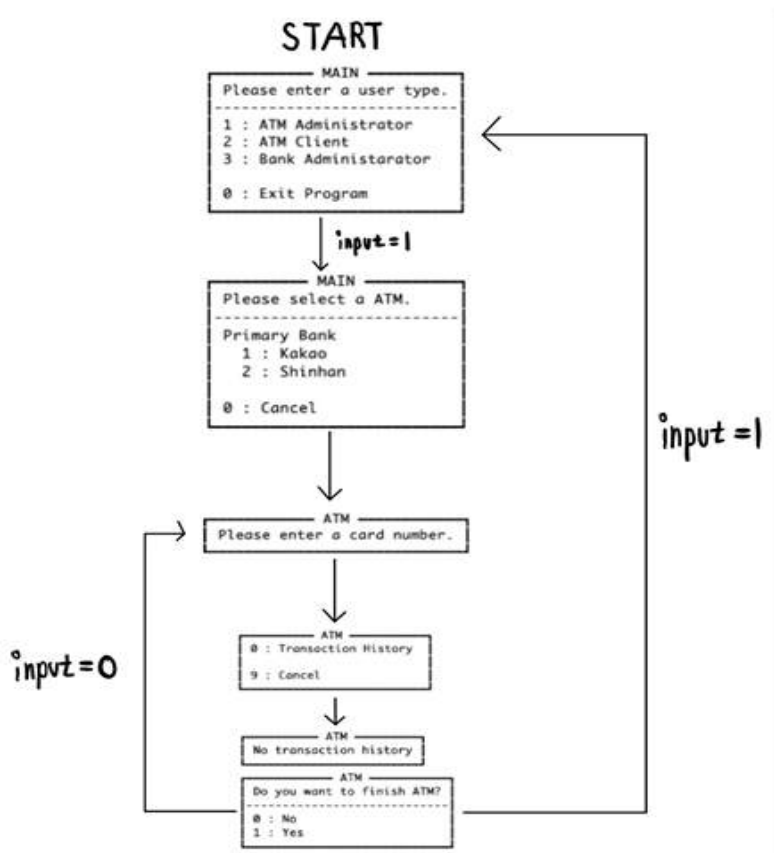 START
MAIN
Please enter a user type.
1 : ATM Administrator
2 : ATM Client
3 : Bank Administarator
0 : Exit Program
input=1
MAIN
Please select a ATM.
Primary Bank
1 : Kakao
2 : Shinhan
0 : Cancel
input=1
ATM
Please enter a card number.
ATM
0 : Transaction History
9 : Cancel
input=0
ATM
No transaction history
ATM
Do you want to finish ATM?
0 : No
1 : Yes